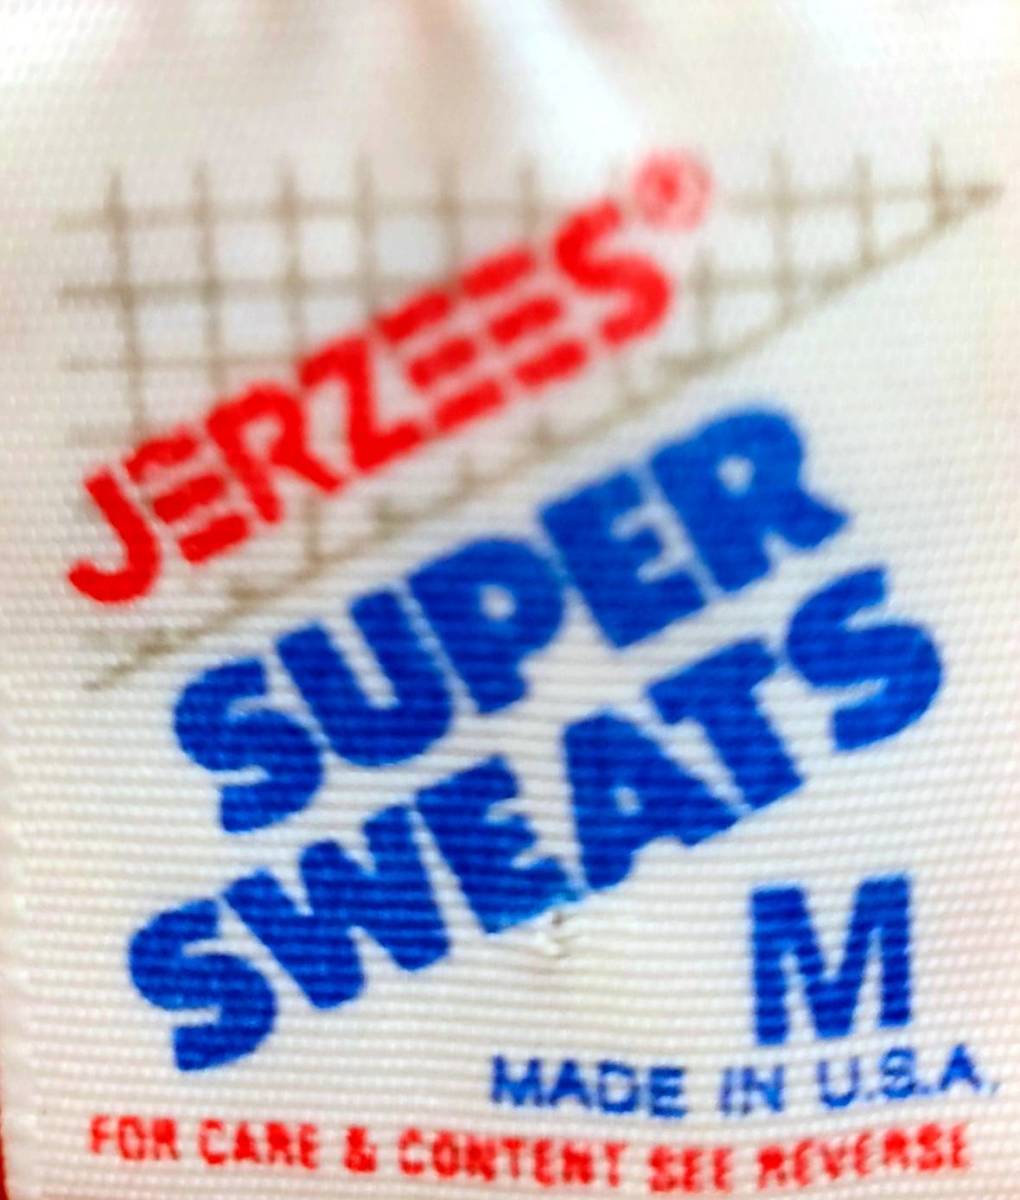 JERZEES®
SUPER
SWEATS
M
MADE IN U.S.A.
FOR CARE & CONTENT SEE REVERSE